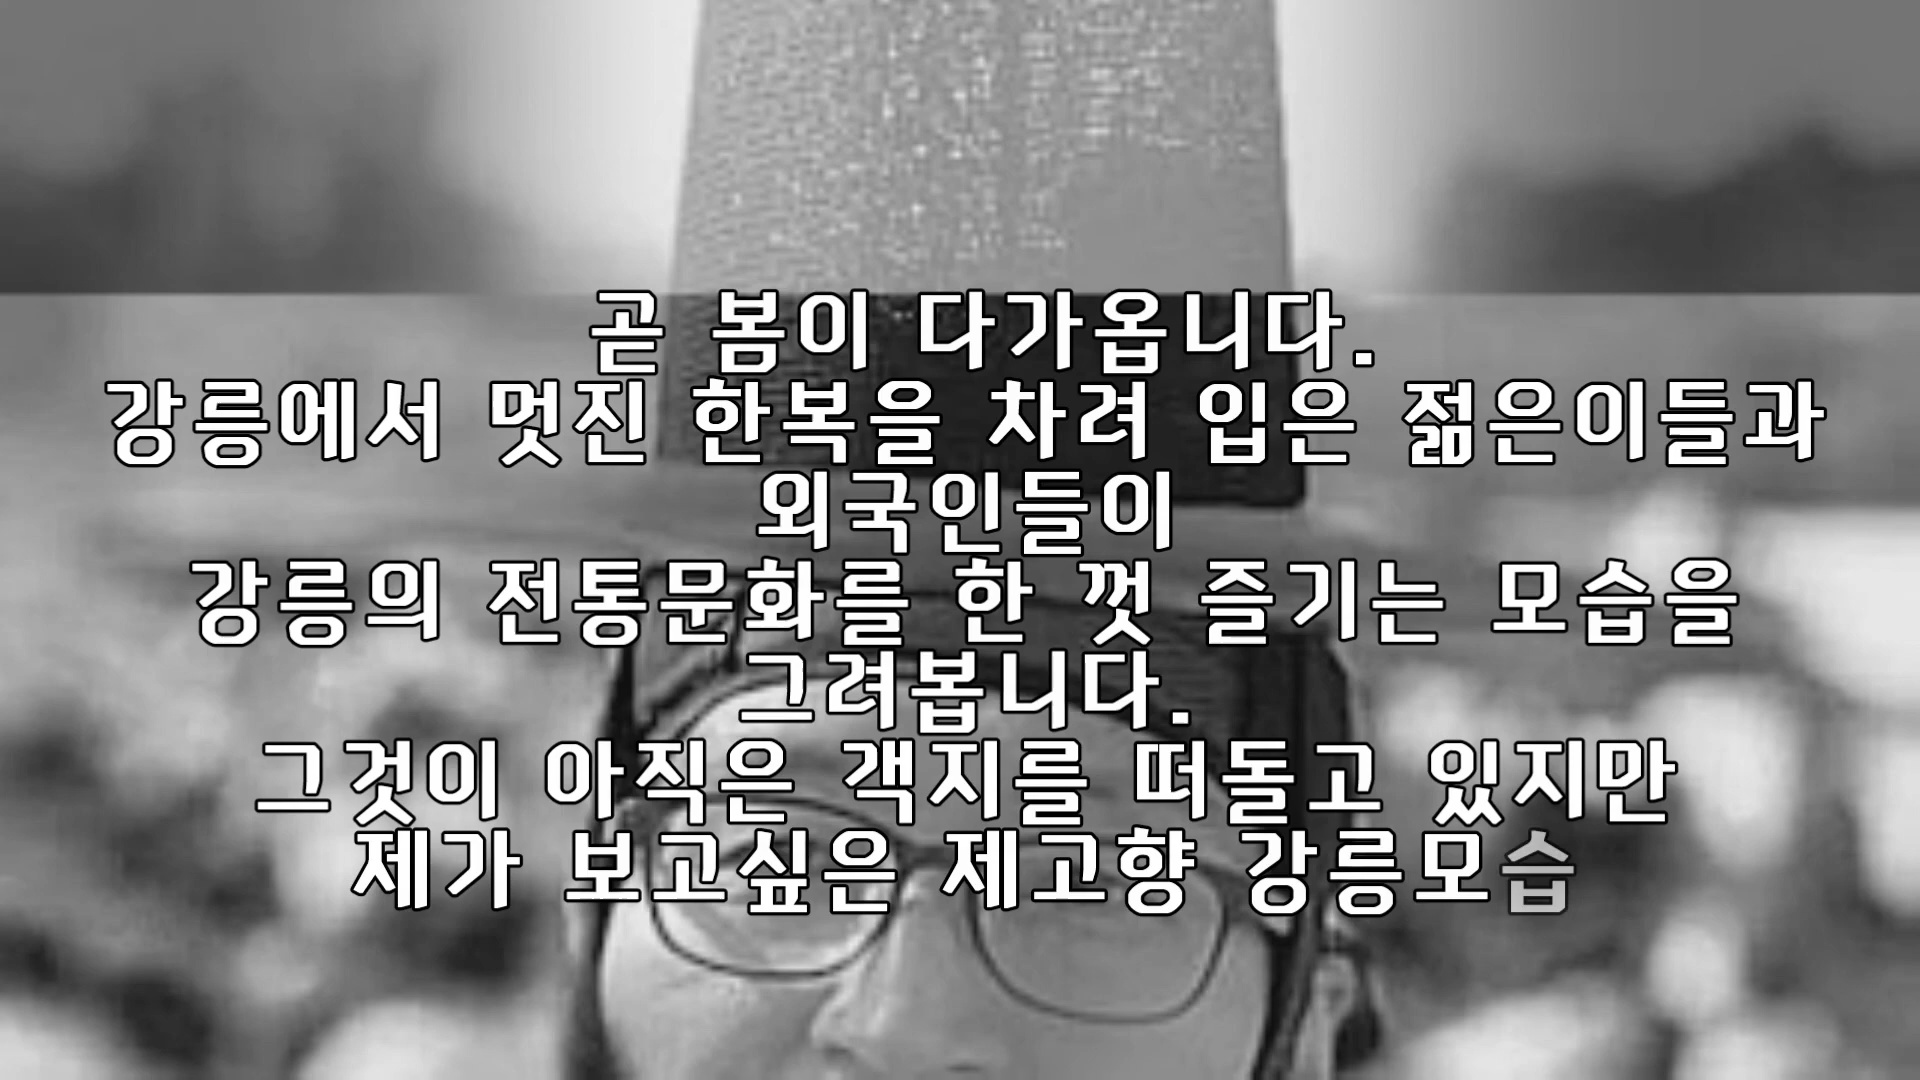 곧 봄이 다가옵니다.
강릉에서 멋진 한복을 차려 입은 젊은이들과
외국인들이
강릉의 전통문화를 한 껏 즐기는 모습을
그려봅니다.
그것이 아직은 객지를 떠돌고 있지만
제가 보고싶은 제고향 강릉모습